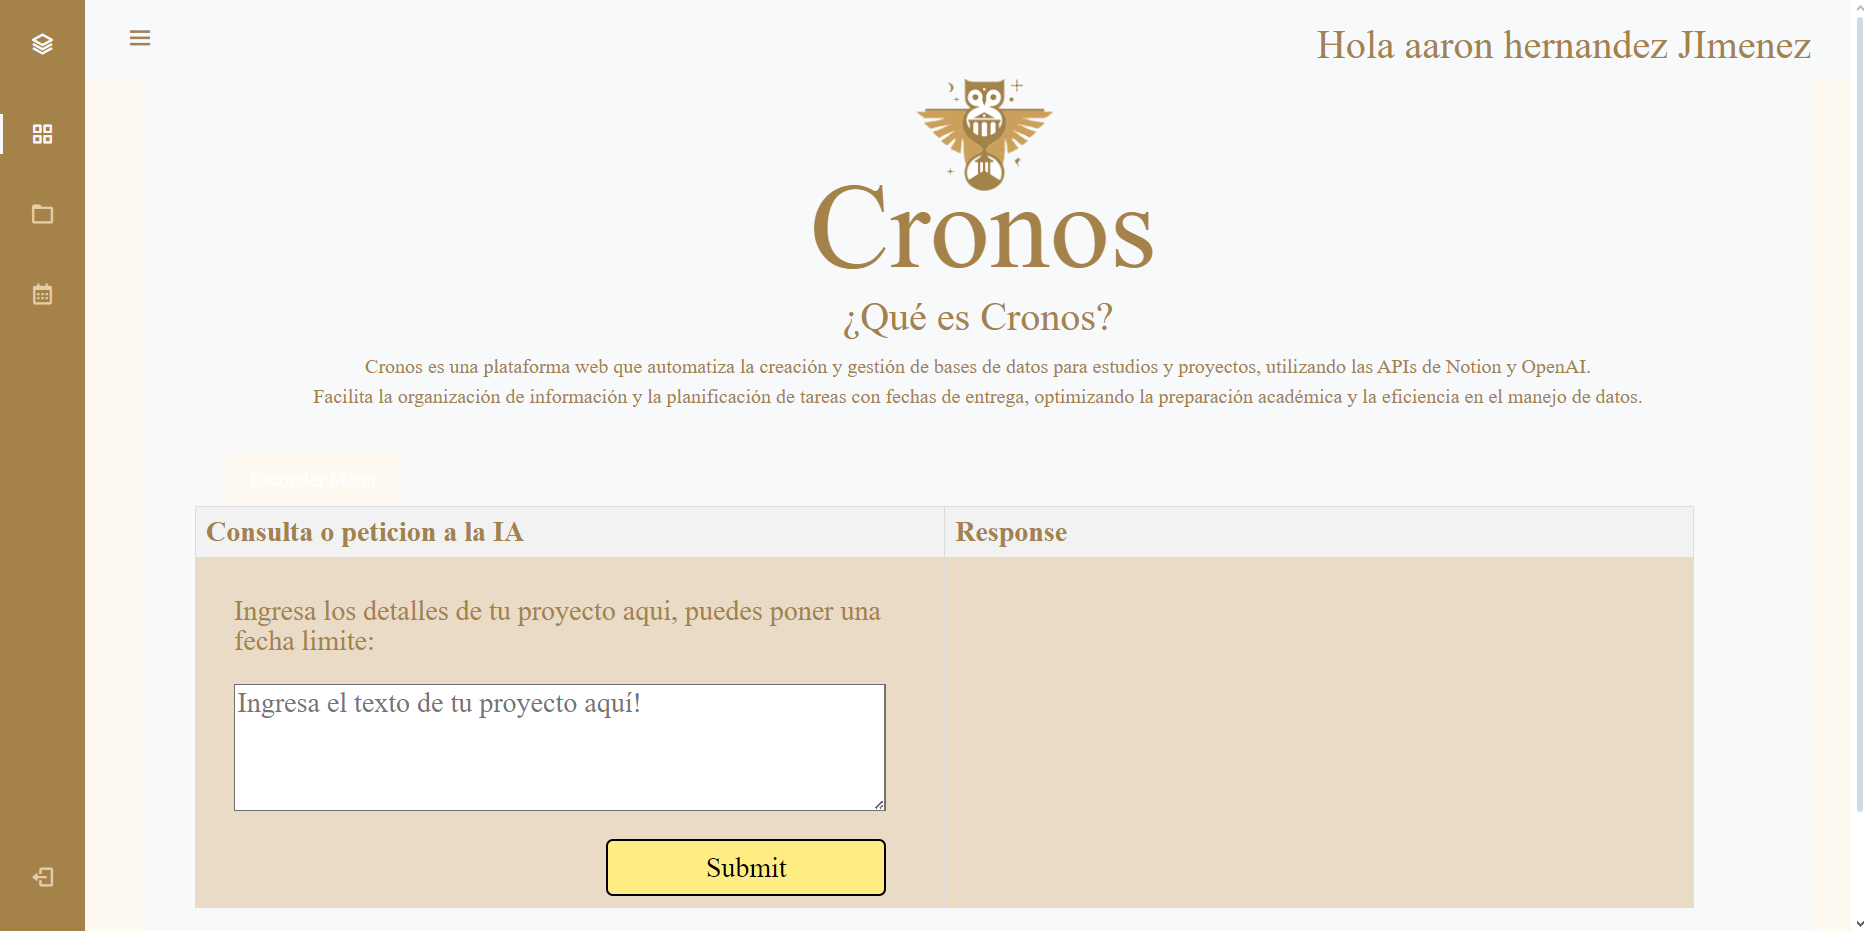 Hola aaron hernandez JImenez
Cronos
¿Qué es Cronos?
Cronos es una plataforma web que automatiza la creación y gestión de bases de datos para estudios y proyectos, utilizando las APIs de Notion y OpenAI.
Facilita la organización de información y la planificación de tareas con fechas de entrega, optimizando la preparación académica y la eficiencia en el manejo de datos.
Esconder Menu
Consulta o peticion a la IA
Response
Ingresa los detalles de tu proyecto aqui, puedes poner una
fecha limite:
Ingresa el texto de tu proyecto aquí!
Submit